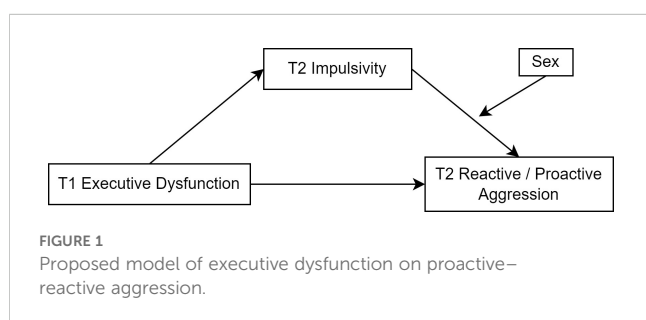 T2 Impulsivity
Sex
T1 Executive Dysfunction
T2 Reactive / Proactive
Aggression
FIGURE 1
Proposed model of executive dysfunction on proactive–
reactive aggression.